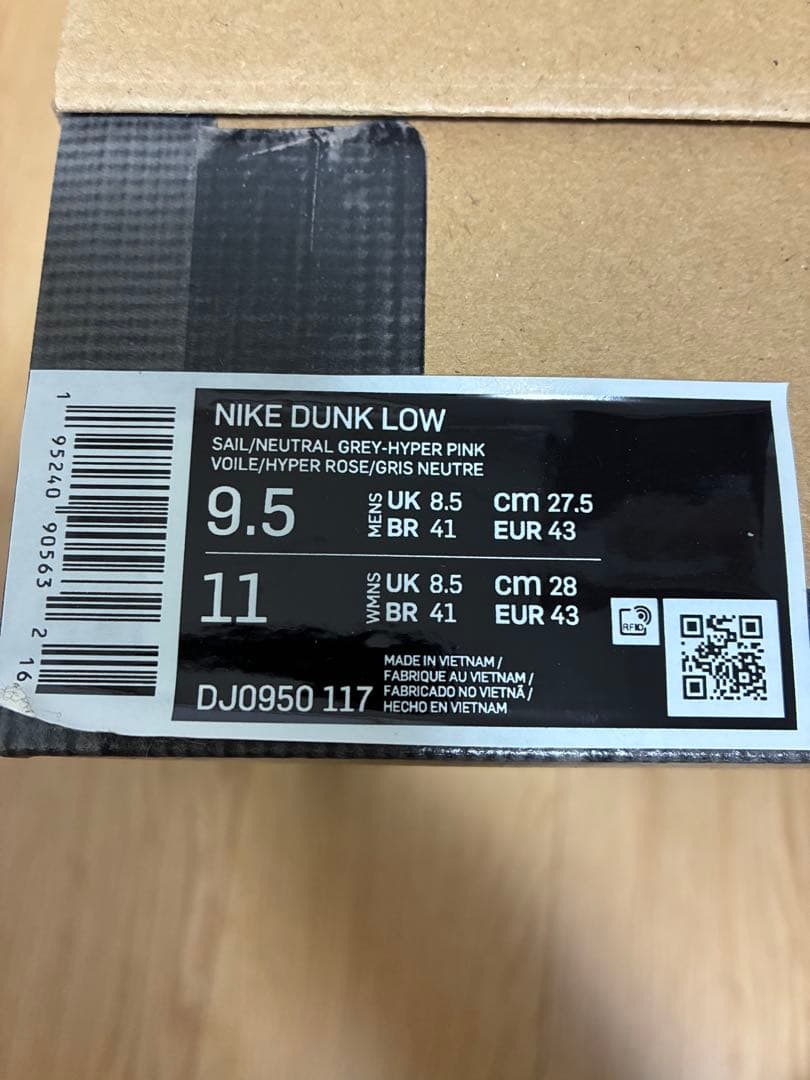 NIKE DUNK LOW
SAIL/NEUTRAL GREY-HYPER PINK
VOILE/HYPER ROSE/GRIS NEUTRE
9.5 MENS UK 8.5 cm 27.5
BR 41 EUR 43
11 WMNS UK 8.5 cm 28
BR 41 EUR 43
RFID
DJ0950 117
MADE IN VIETNAM /
FABRIQUE AU VIETNAM /
FABRICADO NO VIETNÃ /
HECHO EN VIETNAM
1 95240 90563 2 16